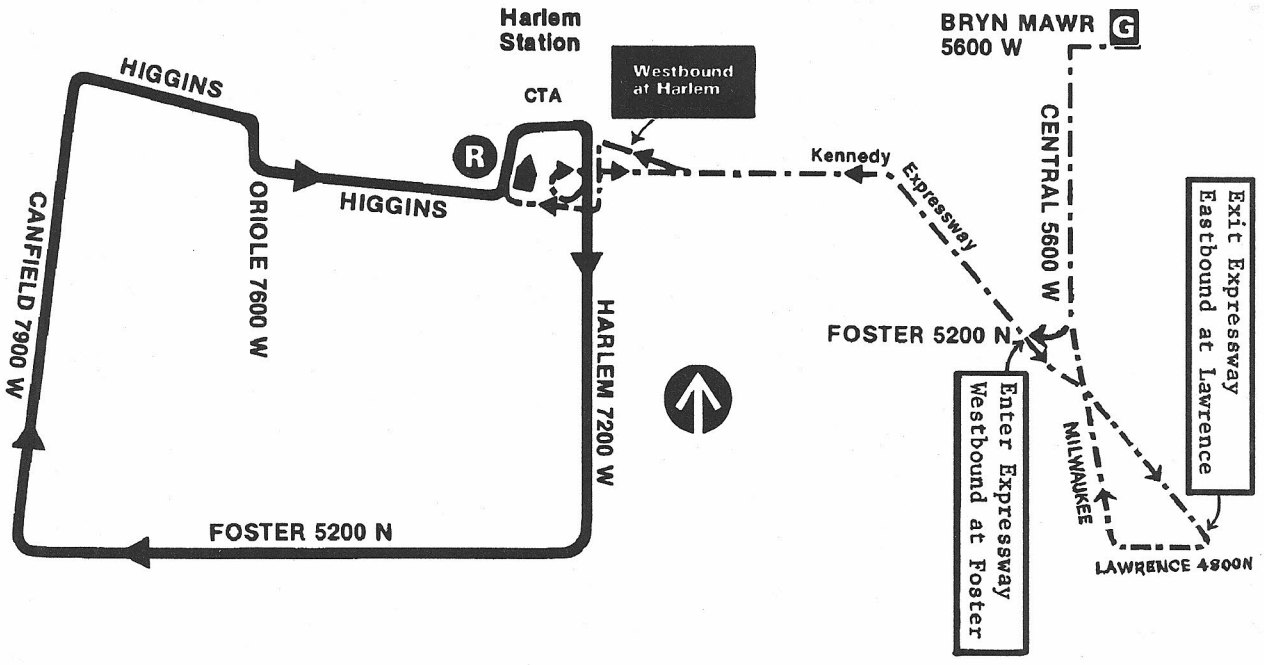 Harlem
Station
BRYN MAWR G
5600 W
HIGGINS
Westbound
at Harlem
CTA
R
Kennedy
Expressway
CENTRAL 5600 W
Exit Expressway
Eastbound at Lawrence
HIGGINS
ORIOLE 7600 W
CANFIELD 7900 W
HARLEM 7200 W
FOSTER 5200 N
Enter Expressway
Westbound at Foster
MILWAUKEE
FOSTER 5200 N
LAWRENCE 4800N